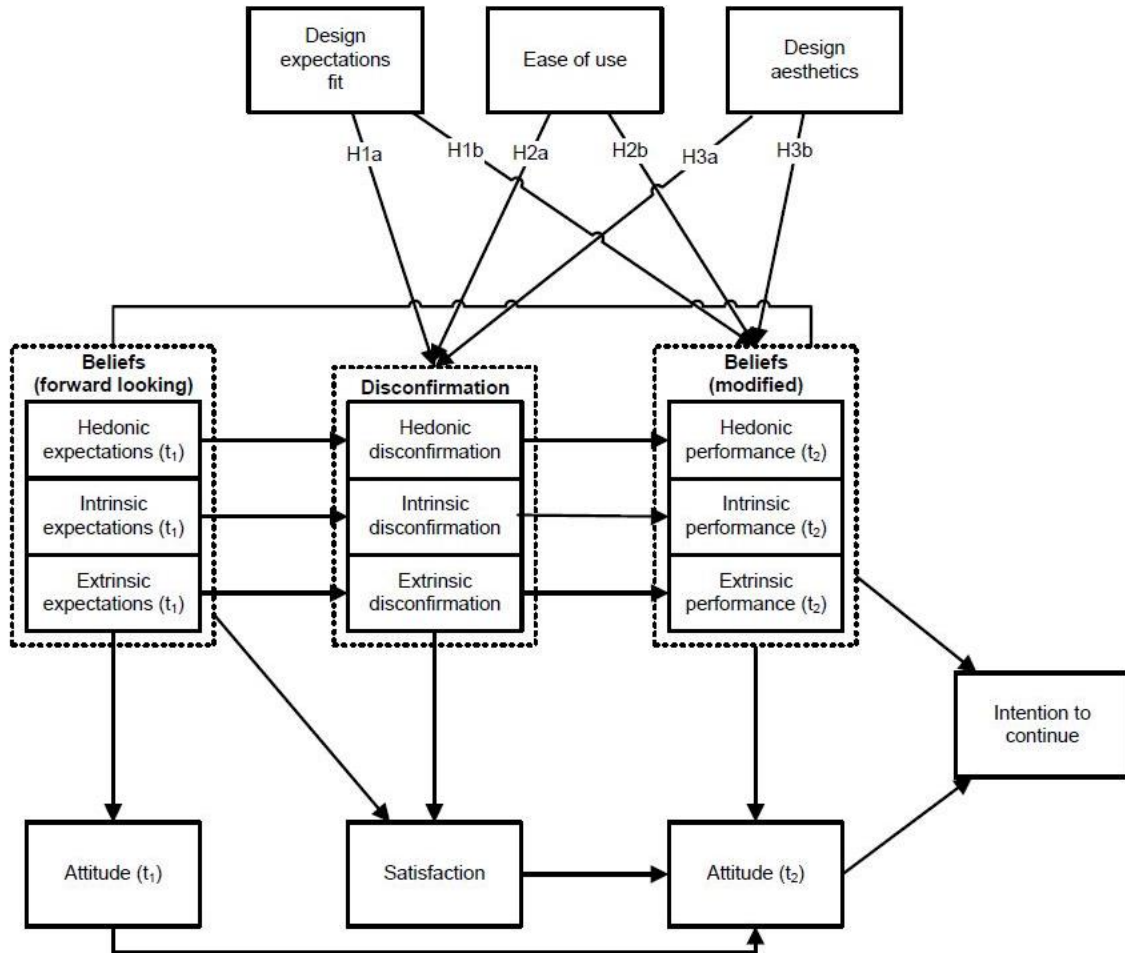 Design
expectations
fit
Ease of use
Design
aesthetics
H1a
H1b
H2a
H2b
H3a
H3b
Beliefs
(forward looking)
Hedonic
expectations (t₁)
Intrinsic
expectations (t₁)
Extrinsic
expectations (t₁)
Disconfirmation
Hedonic
disconfirmation
Intrinsic
disconfirmation
Extrinsic
disconfirmation
Beliefs
(modified)
Hedonic
performance (t₂)
Intrinsic
performance (t₂)
Extrinsic
performance (t₂)
Intention to
continue
Attitude (t₁)
Satisfaction
Attitude (t₂)